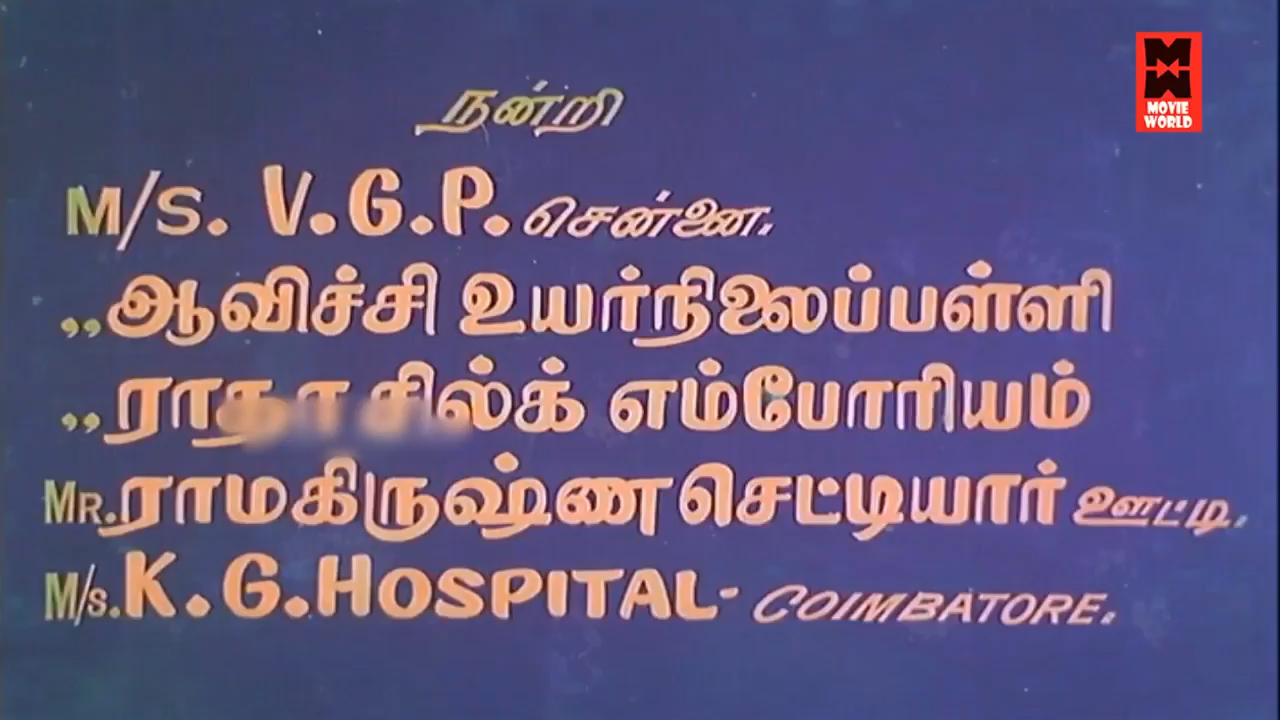 நன்றி
M/S. V.G.P. சென்னை.
,, ஆவிச்சி உயர்நிலைப்பள்ளி
,, ராதா சில்க் எம்போரியம்
MR. ராமகிருஷ்ண செட்டியார் ஊட்டி.
M/s. K. G. HOSPITAL - COIMBATORE.
MOVIE
WORLD